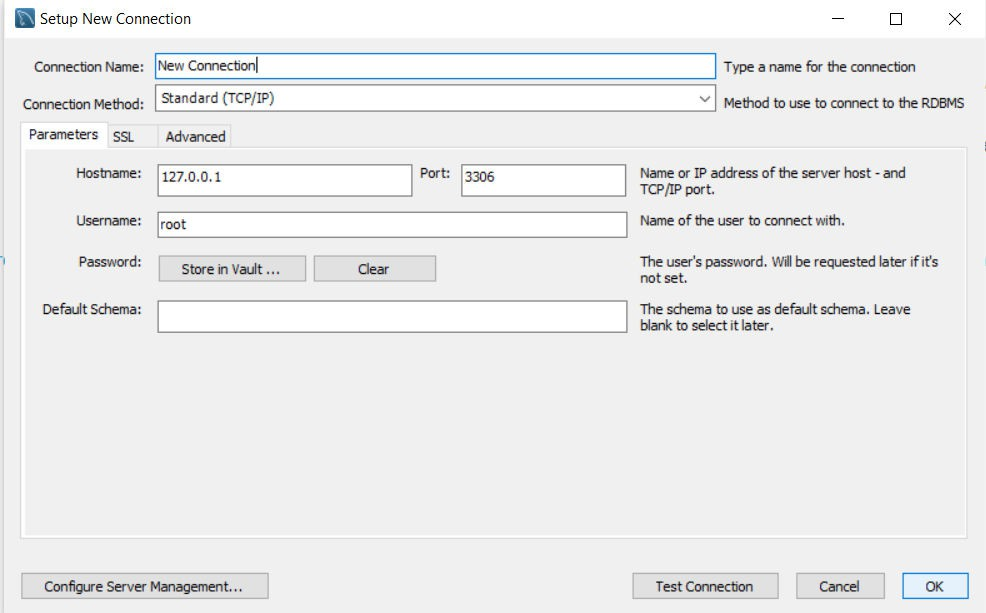 Setup New Connection
Connection Name: New Connection Type a name for the connection
Connection Method: Standard (TCP/IP) Method to use to connect to the RDBMS
Parameters SSL Advanced
Hostname: 127.0.0.1 Port: 3306 Name or IP address of the server host - and
TCP/IP port.
Username: root Name of the user to connect with.
Password: Store in Vault ... Clear The user's password. Will be requested later if it's
not set.
Default Schema: The schema to use as default schema. Leave
blank to select it later.
Configure Server Management... Test Connection Cancel OK